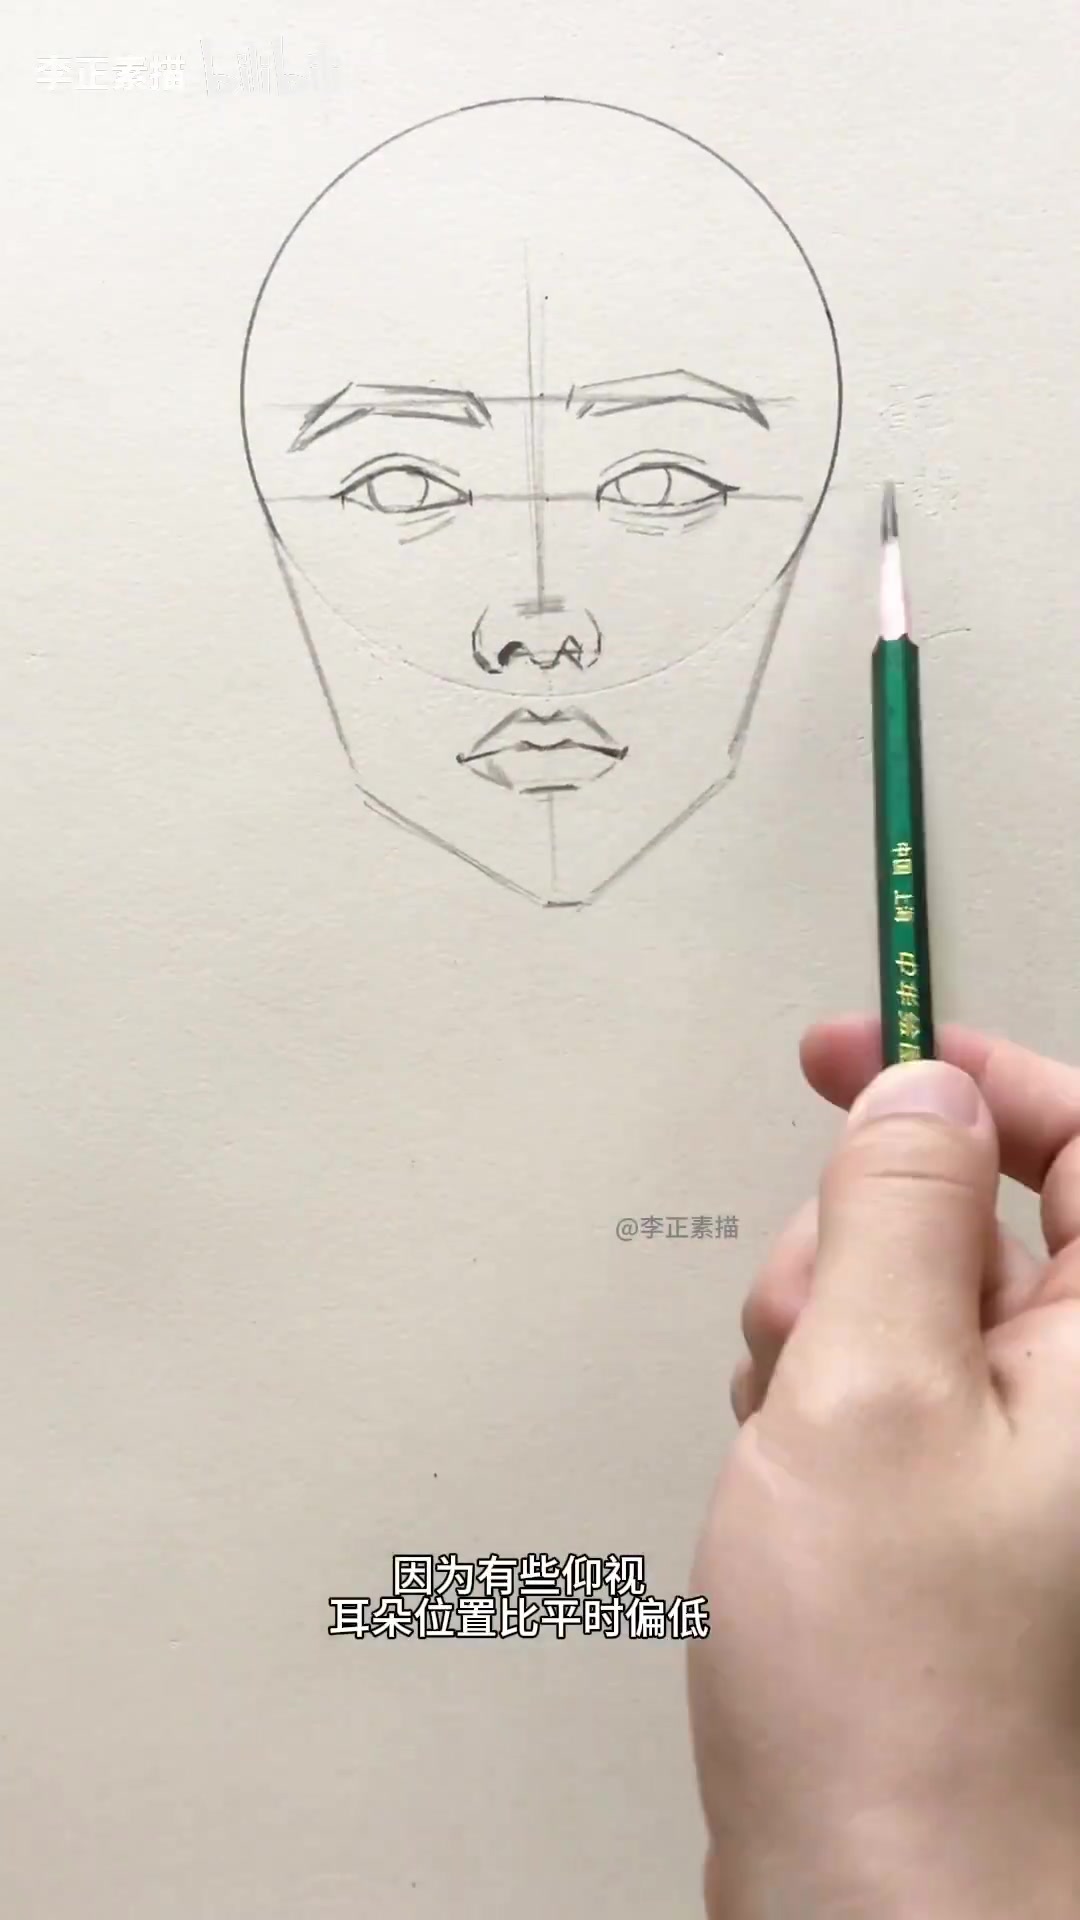 李正素描 bilibili
中国 上海 中华绘图
@李正素描
因为有些仰视
耳朵位置比平时偏低